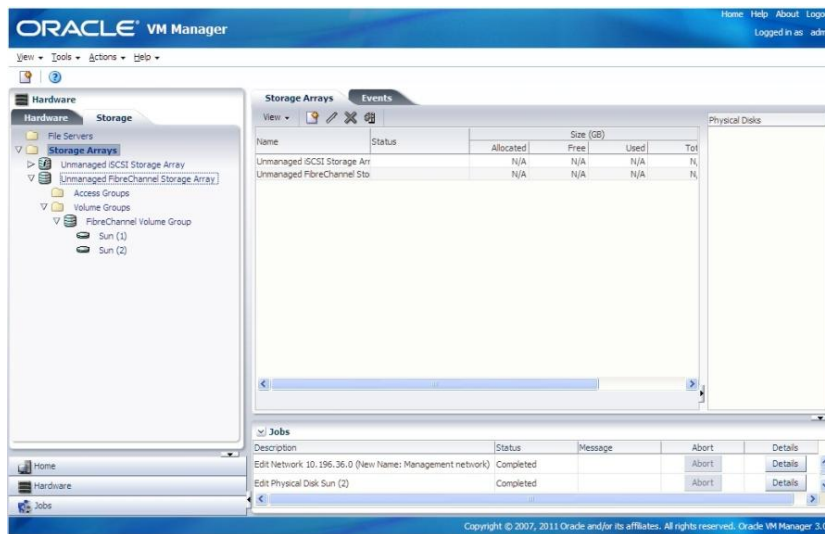 Home Help About Logo
ORACLE VM Manager
Logged in as adm
View Tools Actions Help
Hardware
Hardware Storage
File Servers
Storage Arrays
Unmanaged iSCSI Storage Array
Unmanaged FibreChannel Storage Array
Access Groups
Volume Groups
FibreChannel Volume Group
Sun (1)
Sun (2)
Home
Hardware
Jobs
Storage Arrays Events
View
Name Status Size (GB)
Allocated Free Used Tot
Unmanaged iSCSI Storage Arr N/A N/A N/A N,
Unmanaged FibreChannel Sto N/A N/A N/A N,
Physical Disks
Jobs
Description Status Message Abort Details
Edit Network 10.196.36.0 (New Name: Management network) Completed Abort Details
Edit Physical Disk Sun (2) Completed Abort Details
Copyright © 2007, 2011 Oracle and/or its affiliates. All rights reserved. Oracle VM Manager 3.0